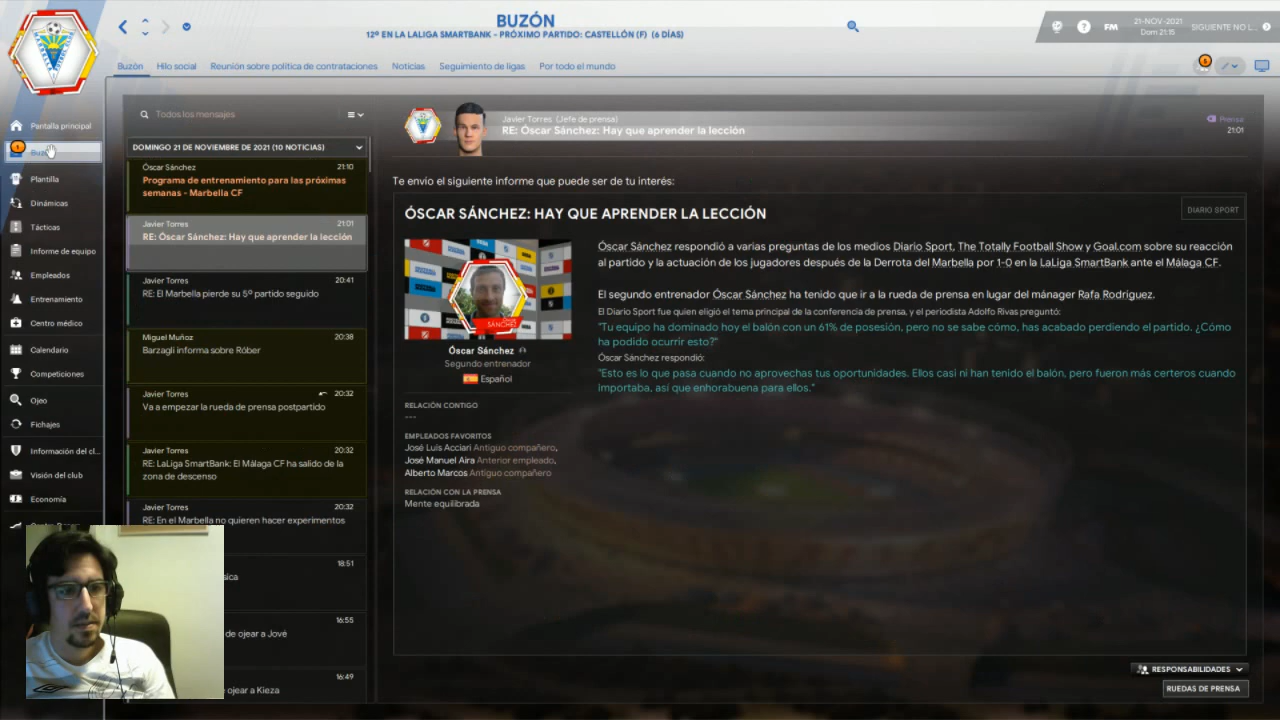 BUZÓN
12º EN LA LALIGA SMARTBANK - PRÓXIMO PARTIDO: CASTELLÓN (F) (6 DÍAS)
FM
21-NOV-2021
Dom 21:15
SIGUIENTE NO L...
Buzón
Hilo social
Reunión sobre política de contrataciones
Noticias
Seguimiento de ligas
Por todo el mundo
Pantalla principal
Plantilla
Dinámicas
Tácticas
Informe de equipo
Empleados
Entrenamiento
Centro médico
Calendario
Competiciones
Ojeo
Fichajes
Información del cl...
Visión del club
Economía
Todos los mensajes
DOMINGO 21 DE NOVIEMBRE DE 2021 (10 NOTICIAS)
Óscar Sánchez 21:10
Programa de entrenamiento para las próximas
semanas - Marbella CF
Javier Torres 21:01
RE: Óscar Sánchez: Hay que aprender la lección
Javier Torres 20:41
RE: El Marbella pierde su 5º partido seguido
Miguel Muñoz 20:38
Barzagli informa sobre Róber
Javier Torres 20:32
Va a empezar la rueda de prensa postpartido
Javier Torres 20:32
RE: LaLiga SmartBank: El Málaga CF ha salido de la
zona de descenso
Javier Torres 20:32
RE: En el Marbella no quieren hacer experimentos
18:51
16:55
de ojear a Jové
16:49
ojear a Kieza
Javier Torres (Jefe de prensa)
RE: Óscar Sánchez: Hay que aprender la lección
Prensa
21:01
Te envío el siguiente informe que puede ser de tu interés:
ÓSCAR SÁNCHEZ: HAY QUE APRENDER LA LECCIÓN
DIARIO SPORT
SÁNCHEZ
Óscar Sánchez
Segundo entrenador
Español
RELACIÓN CONTIGO
---
EMPLEADOS FAVORITOS
José Luis Acciari Antiguo compañero,
José Manuel Aira Anterior empleado,
Alberto Marcos Antiguo compañero
RELACIÓN CON LA PRENSA
Mente equilibrada
Óscar Sánchez respondió a varias preguntas de los medios Diario Sport, The Totally Football Show y Goal.com sobre su reacción
al partido y la actuación de los jugadores después de la Derrota del Marbella por 1-0 en la LaLiga SmartBank ante el Málaga CF.
El segundo entrenador Óscar Sánchez ha tenido que ir a la rueda de prensa en lugar del mánager Rafa Rodriguez.
El Diario Sport fue quien eligió el tema principal de la conferencia de prensa, y el periodista Adolfo Rivas preguntó:
"Tu equipo ha dominado hoy el balón con un 61% de posesión, pero no se sabe cómo, has acabado perdiendo el partido. ¿Cómo
ha podido ocurrir esto?"
Óscar Sánchez respondió:
"Esto es lo que pasa cuando no aprovechas tus oportunidades. Ellos casi ni han tenido el balón, pero fueron más certeros cuando
importaba, así que enhorabuena para ellos."
RESPONSABILIDADES
RUEDAS DE PRENSA